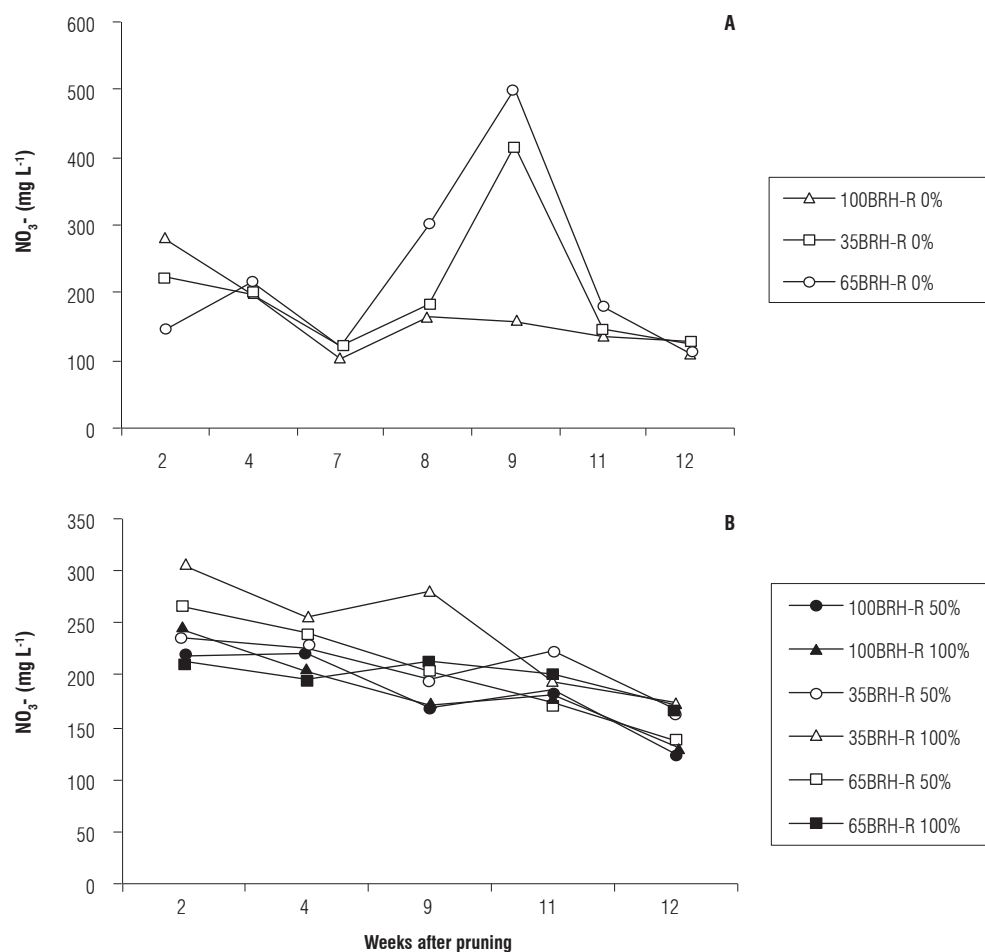 A
600
500
400
300
200
100
0
NO₃- (mg L⁻¹)
2 4 7 8 9 11 12
100BRH-R 0%
35BRH-R 0%
65BRH-R 0%
B
350
300
250
200
150
100
50
0
NO₃- (mg L⁻¹)
2 4 9 11 12
Weeks after pruning
100BRH-R 50%
100BRH-R 100%
35BRH-R 50%
35BRH-R 100%
65BRH-R 50%
65BRH-R 100%